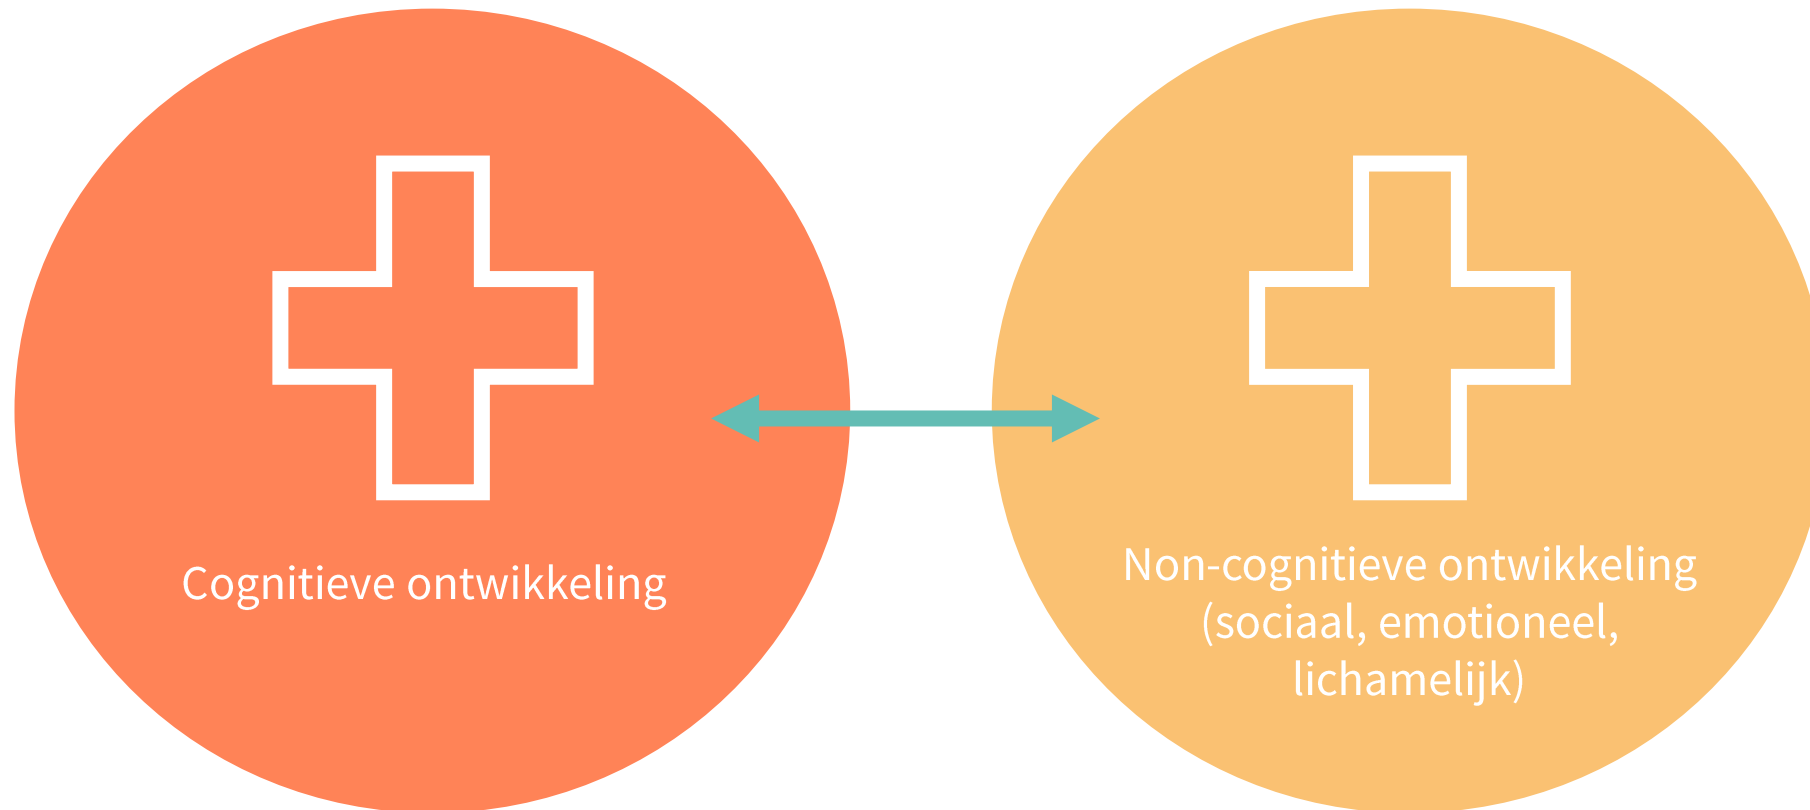 Cognitieve ontwikkeling
Non-cognitieve ontwikkeling
(sociaal, emotioneel,
lichamelijk)